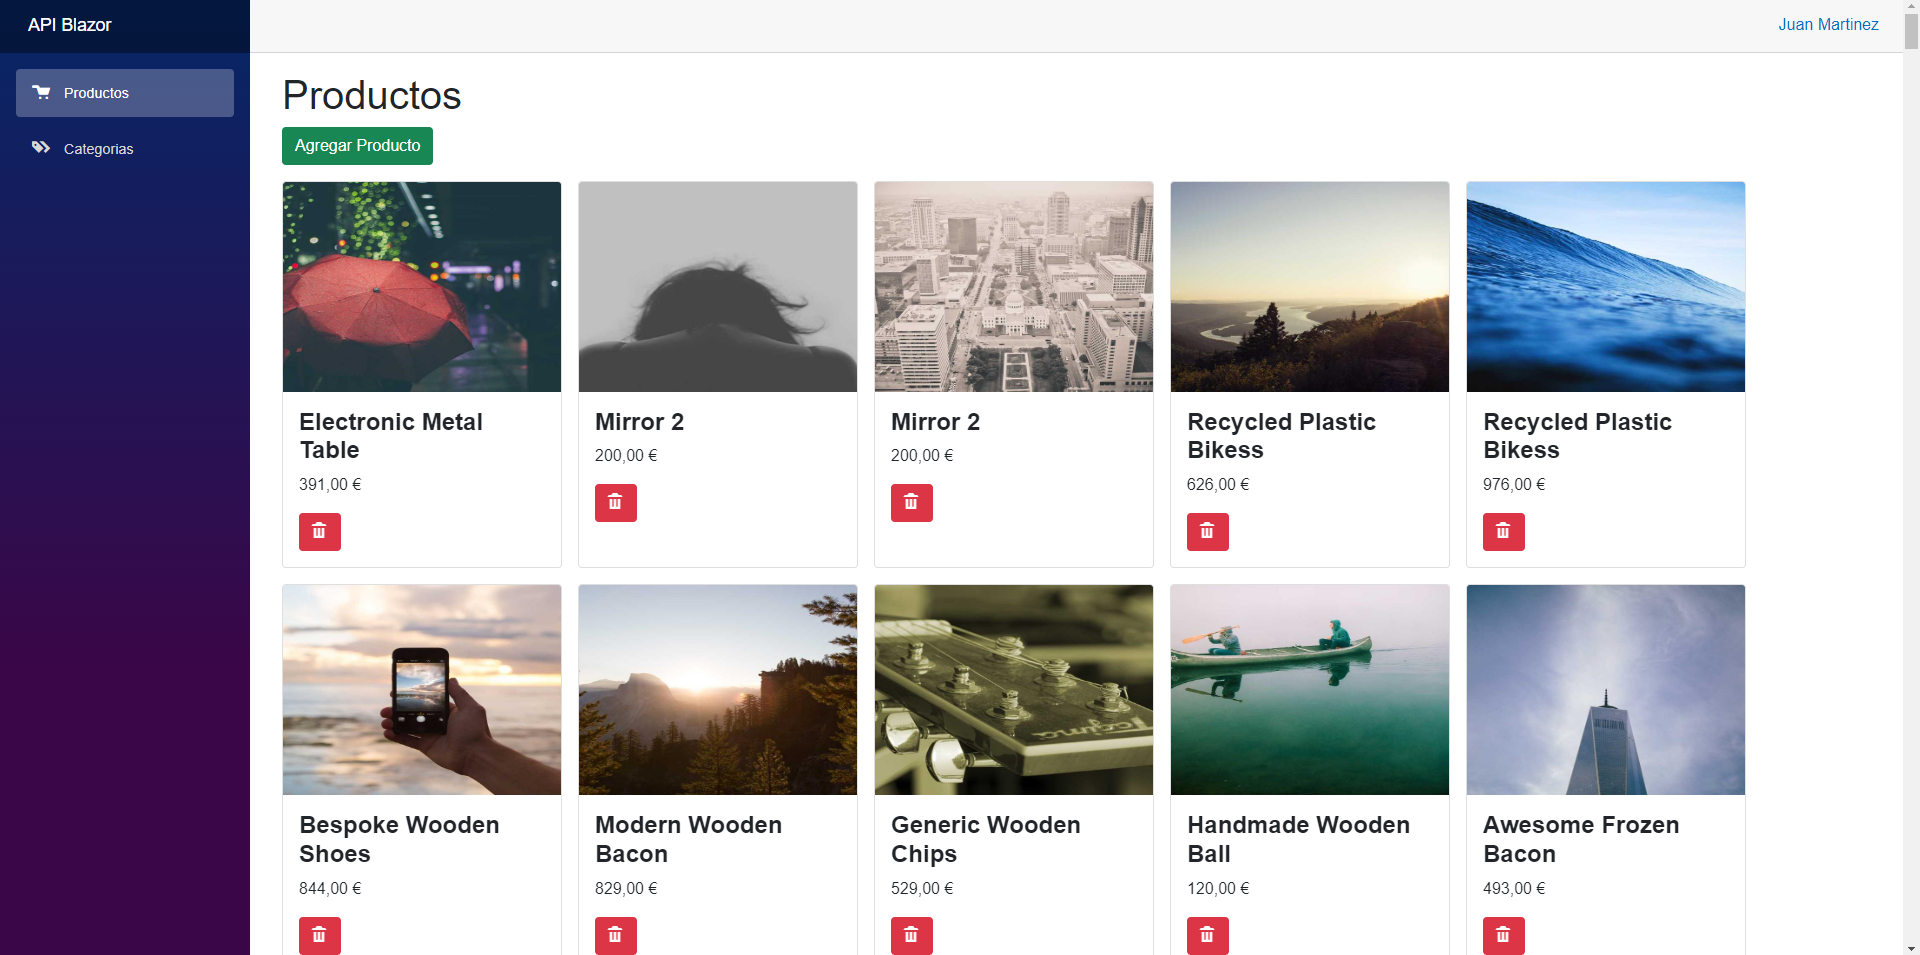 API Blazor
Juan Martinez
Productos
Categorias
Productos
Agregar Producto
Electronic Metal
Table
391,00 €
Mirror 2
200,00 €
Mirror 2
200,00 €
Recycled Plastic
Bikess
626,00 €
Recycled Plastic
Bikess
976,00 €
Bespoke Wooden
Shoes
844,00 €
Modern Wooden
Bacon
829,00 €
Generic Wooden
Chips
529,00 €
Handmade Wooden
Ball
120,00 €
Awesome Frozen
Bacon
493,00 €